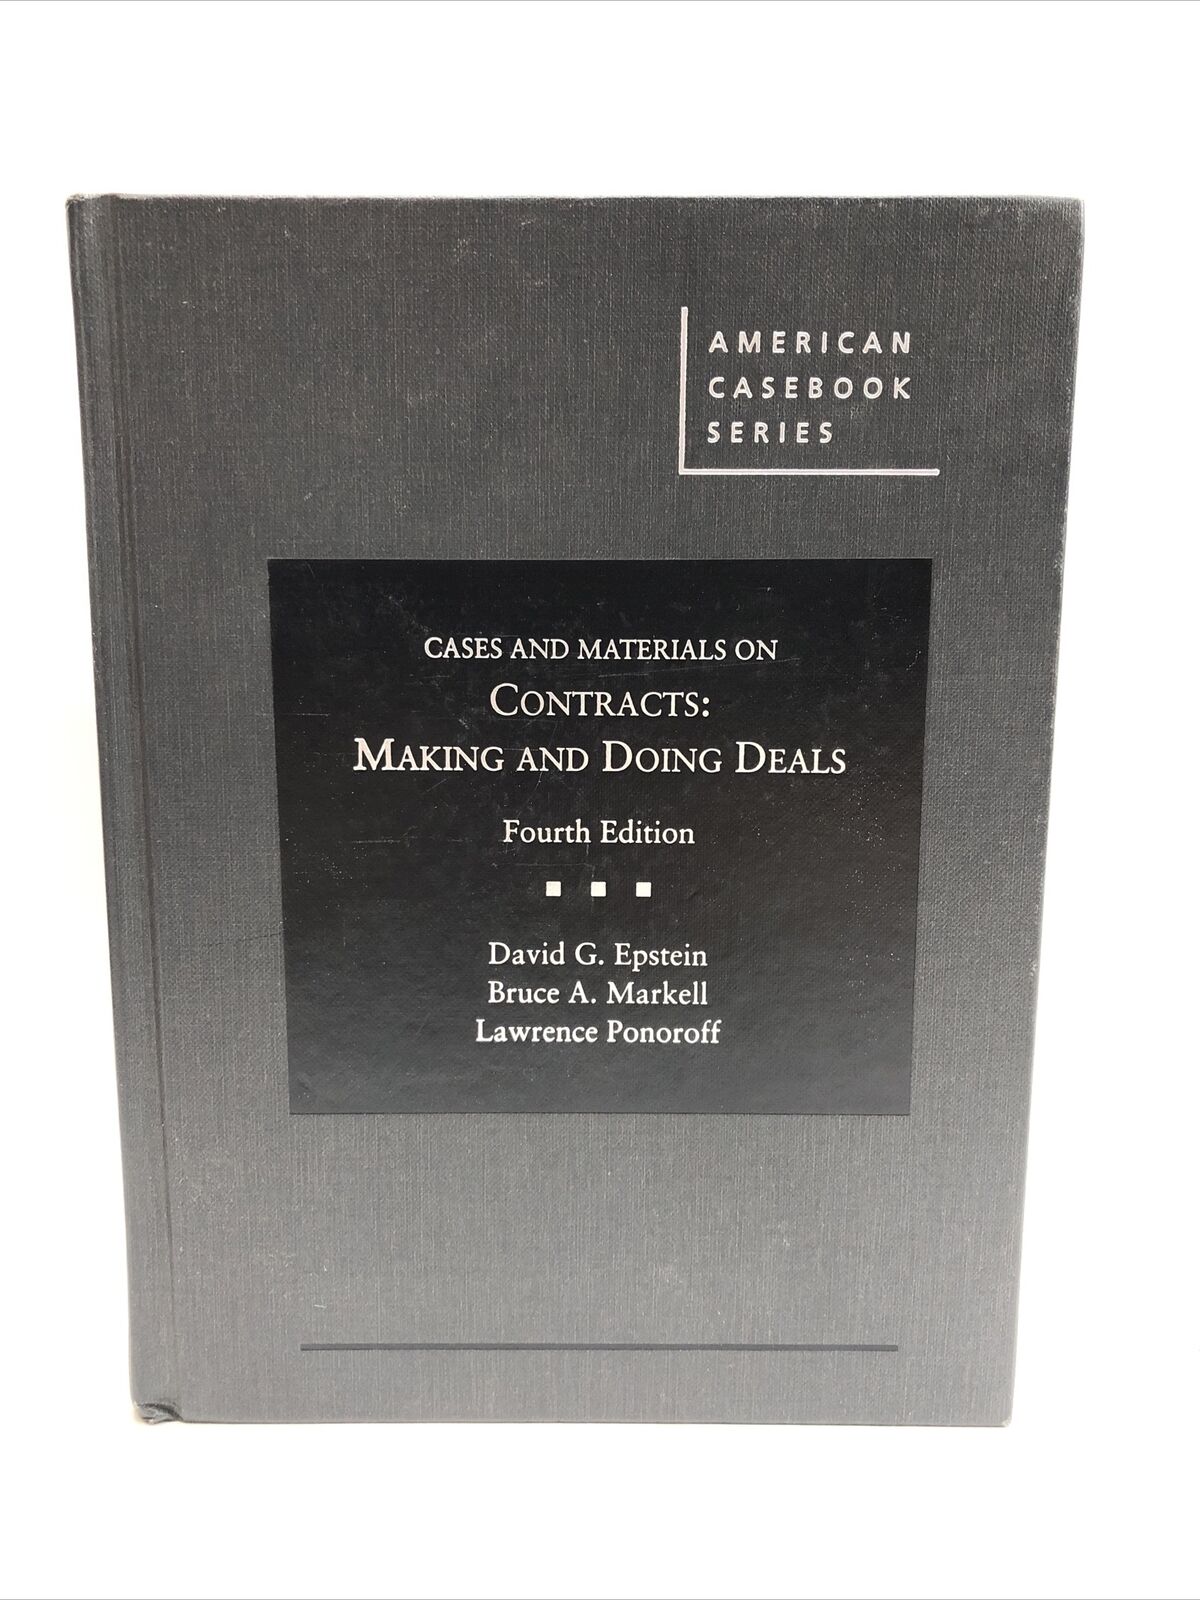 AMERICAN
CASEBOOK
SERIES
CASES AND MATERIALS ON
CONTRACTS:
MAKING AND DOING DEALS
Fourth Edition
David G. Epstein
Bruce A. Markell
Lawrence Ponoroff